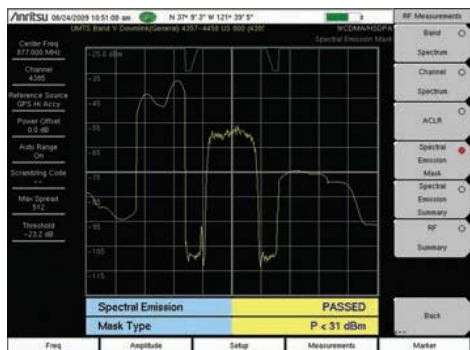 Anritsu 06/24/2009 10:51:08 am N 37° 9' 3" W 121° 39' 5"
RF Measurements
UMTS Band V Downlink(General) 4357-4458 US 800 (4385
WCDMA/HSDPA
Spectral Emission Mask
Center Freq
877.000 MHz
Channel
4385
Reference Source
GPS Hi Accy
Power Offset
0.0 dB
Auto Range
On
Scrambling Code
--
Max Spread
512
Threshold
-23.2 dB
-25.0 dBm
-35
-45
-55
-65
-75
-85
-95
-105
-115
Band
Spectrum
Channel
Spectrum
ACLR
Spectral
Emission
Mask
Spectral
Emission
Summary
RF
Summary
Back
Spectral Emission PASSED
Mask Type P < 31 dBm
Freq Amplitude Setup Measurements Marker